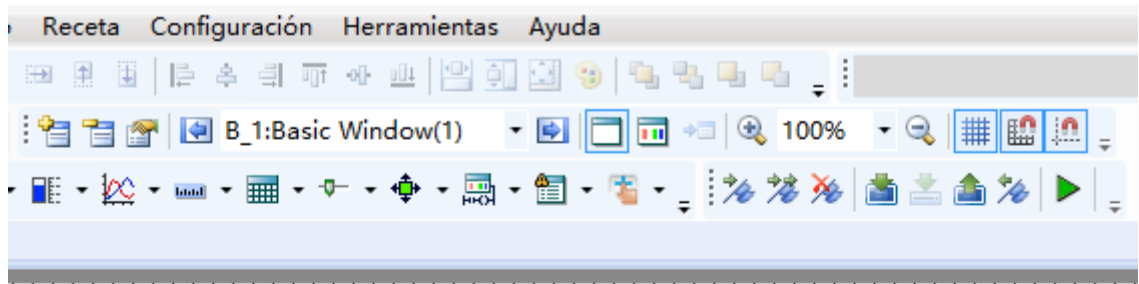 Receta Configuración Herramientas Ayuda
B_1:Basic Window(1) 100%